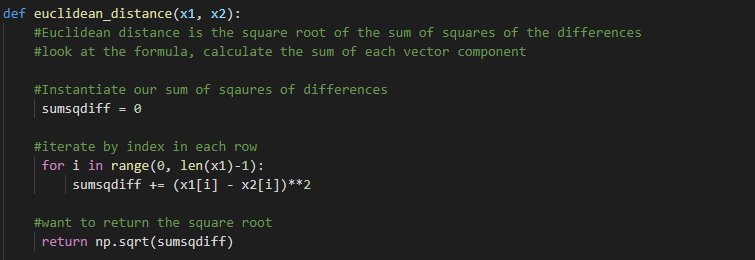 def euclidean_distance(x1, x2):
#Euclidean distance is the square root of the sum of squares of the differences
#look at the formula, calculate the sum of each vector component
#Instantiate our sum of sqaures of differences
sumsqdiff = 0
#iterate by index in each row
for i in range(0, len(x1)-1):
sumsqdiff += (x1[i] - x2[i])**2
#want to return the square root
return np.sqrt(sumsqdiff)